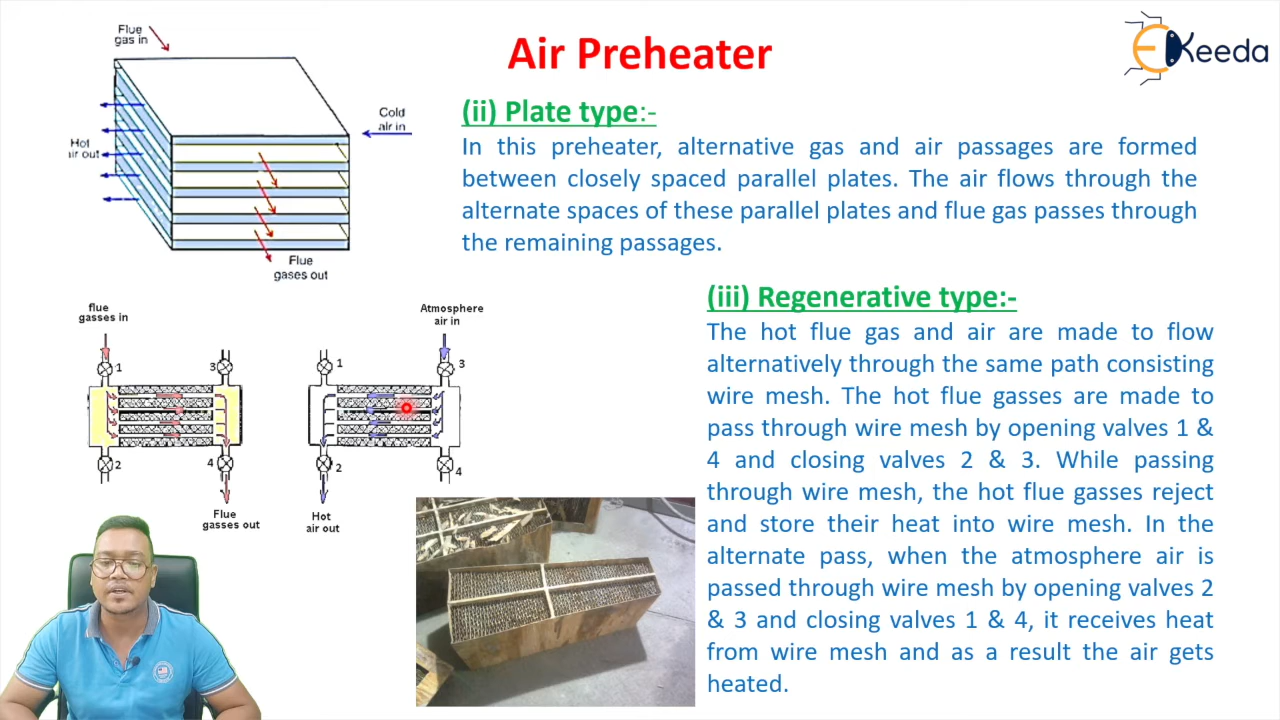 Air Preheater
EKeeda
Flue
gas in
Cold
air in
Hot
air out
Flue
gases out
(ii) Plate type:-
In this preheater, alternative gas and air passages are formed
between closely spaced parallel plates. The air flows through the
alternate spaces of these parallel plates and flue gas passes through
the remaining passages.
flue
gasses in
1
3
2
4
Flue
gasses out
Atmosphere
air in
1
3
2
4
Hot
air out
(iii) Regenerative type:-
The hot flue gas and air are made to flow
alternatively through the same path consisting
wire mesh. The hot flue gasses are made to
pass through wire mesh by opening valves 1 &
4 and closing valves 2 & 3. While passing
through wire mesh, the hot flue gasses reject
and store their heat into wire mesh. In the
alternate pass, when the atmosphere air is
passed through wire mesh by opening valves 2
& 3 and closing valves 1 & 4, it receives heat
from wire mesh and as a result the air gets
heated.